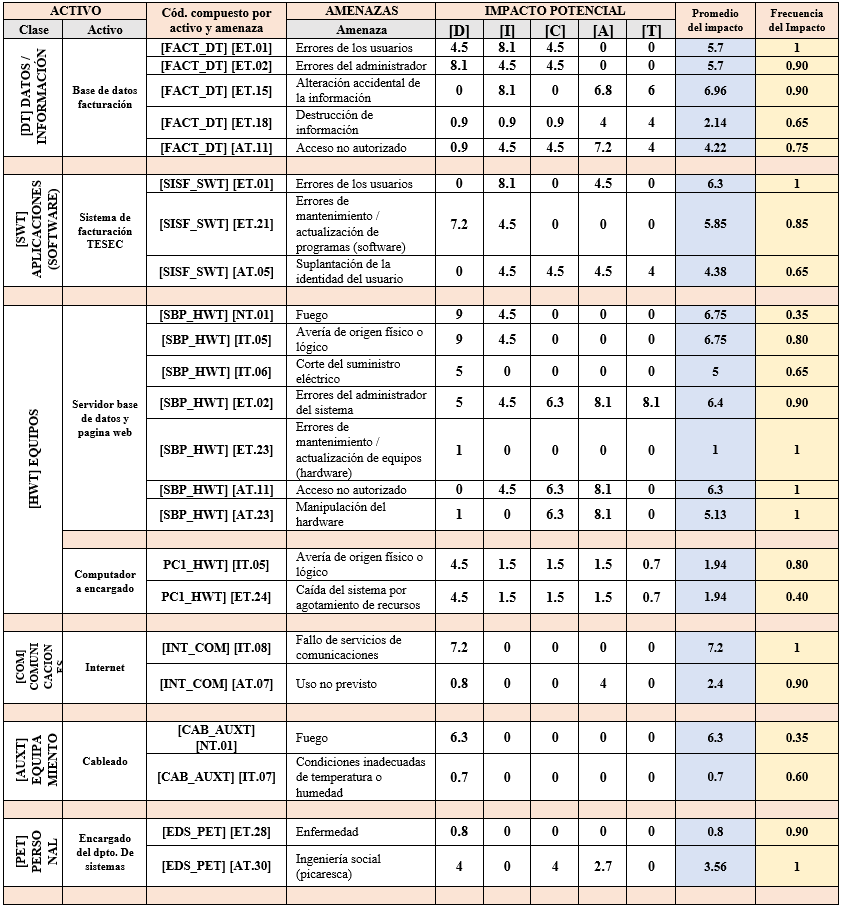 ACTIVO
Cód. compuesto por activo y amenaza
AMENAZAS
IMPACTO POTENCIAL
Promedio del impacto
Frecuencia del Impacto
Clase Activo Amenaza [D] [I] [C] [A] [T]
[DT] DATOS / INFORMACIÓN
Base de datos facturación
[FACT_DT] [ET.01] Errores de los usuarios 4.5 8.1 4.5 0 0 5.7 1
[FACT_DT] [ET.02] Errores del administrador 8.1 4.5 4.5 0 0 5.7 0.90
[FACT_DT] [ET.15] Alteración accidental de la información 0 8.1 0 6.8 6 6.96 0.90
[FACT_DT] [ET.18] Destrucción de información 0.9 0.9 0.9 4 4 2.14 0.65
[FACT_DT] [AT.11] Acceso no autorizado 0.9 4.5 4.5 7.2 4 4.22 0.75
[SWT] APLICACIONES (SOFTWARE)
Sistema de facturación TESEC
[SISF_SWT] [ET.01] Errores de los usuarios 0 8.1 0 4.5 0 6.3 1
[SISF_SWT] [ET.21] Errores de mantenimiento / actualización de programas (software) 7.2 4.5 0 0 0 5.85 0.85
[SISF_SWT] [AT.05] Suplantación de la identidad del usuario 0 4.5 4.5 4.5 4 4.38 0.65
[HWT] EQUIPOS
Servidor base de datos y pagina web
[SBP_HWT] [NT.01] Fuego 9 4.5 0 0 0 6.75 0.35
[SBP_HWT] [IT.05] Avería de origen físico o lógico 9 4.5 0 0 0 6.75 0.80
[SBP_HWT] [IT.06] Corte del suministro eléctrico 5 0 0 0 0 5 0.65
[SBP_HWT] [ET.02] Errores del administrador del sistema 5 4.5 6.3 8.1 8.1 6.4 0.90
[SBP_HWT] [ET.23] Errores de mantenimiento / actualización de equipos (hardware) 1 0 0 0 0 1 1
[SBP_HWT] [AT.11] Acceso no autorizado 0 4.5 6.3 8.1 0 6.3 1
[SBP_HWT] [AT.23] Manipulación del hardware 1 0 6.3 8.1 0 5.13 1
Computador a encargado
PC1_HWT] [IT.05] Avería de origen físico o lógico 4.5 1.5 1.5 1.5 0.7 1.94 0.80
PC1_HWT] [ET.24] Caída del sistema por agotamiento de recursos 4.5 1.5 1.5 1.5 0.7 1.94 0.40
[COM] COMUNI CACION ES
Internet
[INT_COM] [IT.08] Fallo de servicios de comunicaciones 7.2 0 0 0 0 7.2 1
[INT_COM] [AT.07] Uso no previsto 0.8 0 0 4 0 2.4 0.90
[AUXT] EQUIPA MIENTO
Cableado
[CAB_AUXT] [NT.01] Fuego 6.3 0 0 0 0 6.3 0.35
[CAB_AUXT] [IT.07] Condiciones inadecuadas de temperatura o humedad 0.7 0 0 0 0 0.7 0.60
[PET] PERSO NAL
Encargado del dpto. De sistemas
[EDS_PET] [ET.28] Enfermedad 0.8 0 0 0 0 0.8 0.90
[EDS_PET] [AT.30] Ingeniería social (picaresca) 4 0 4 2.7 0 3.56 1